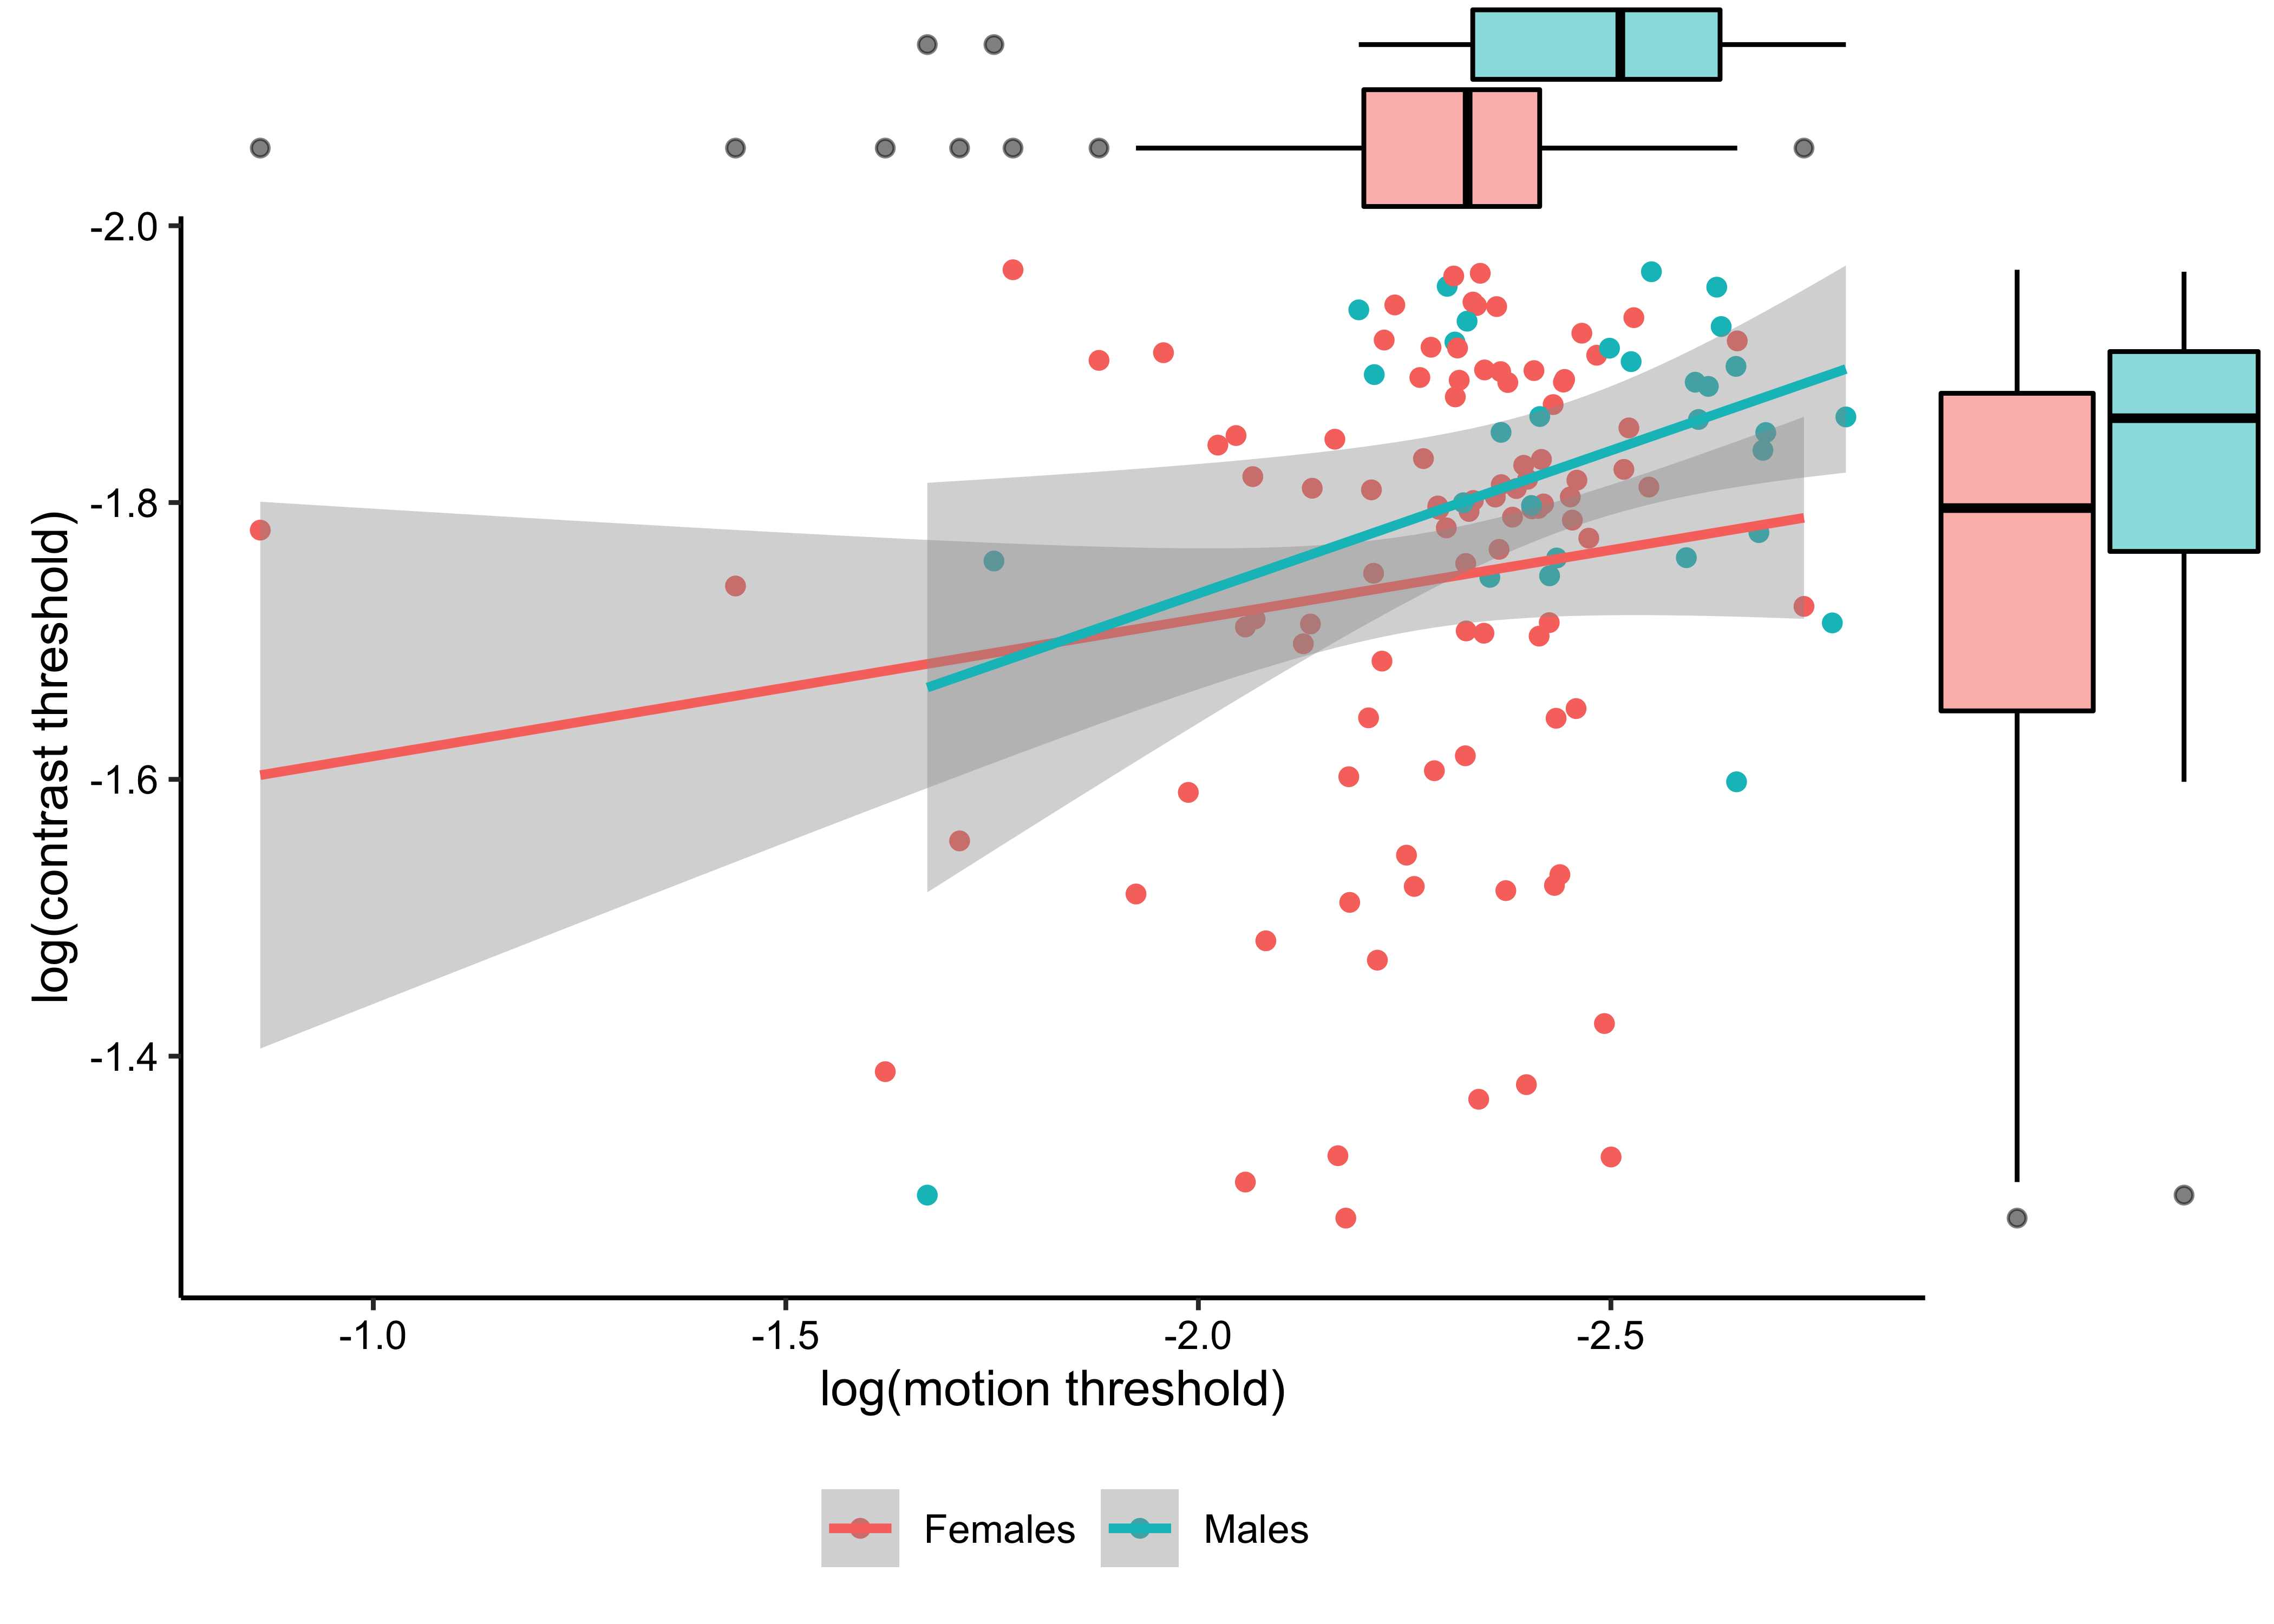 -2.0
-1.8
-1.6
-1.4
log(contrast threshold)
-1.0 -1.5 -2.0 -2.5
log(motion threshold)
Females Males